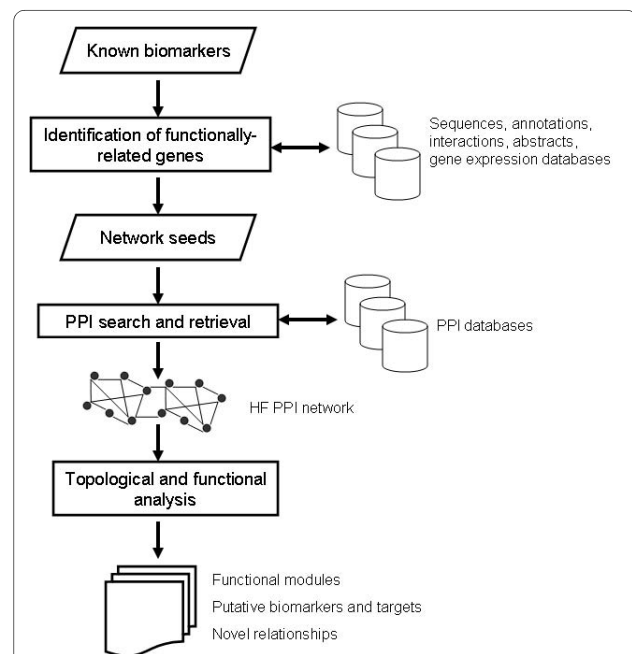 Known biomarkers
Identification of functionally-
related genes
Sequences, annotations,
interactions, abstracts,
gene expression databases
Network seeds
PPI search and retrieval
PPI databases
HF PPI network
Topological and functional
analysis
Functional modules
Putative biomarkers and targets
Novel relationships